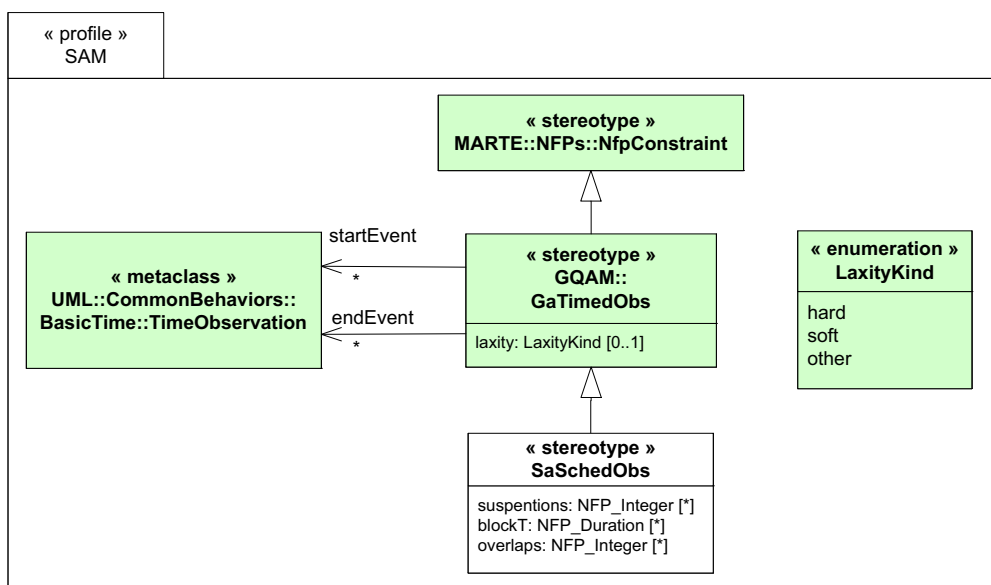 « profile »
SAM
« stereotype »
MARTE::NFPs::NfpConstraint
startEvent
*
« metaclass »
UML::CommonBehaviors::
BasicTime::TimeObservation
endEvent
*
« stereotype »
GQAM::
GaTimedObs
laxity: LaxityKind [0..1]
« enumeration »
LaxityKind
hard
soft
other
« stereotype »
SaSchedObs
suspentions: NFP_Integer [*]
blockT: NFP_Duration [*]
overlaps: NFP_Integer [*]